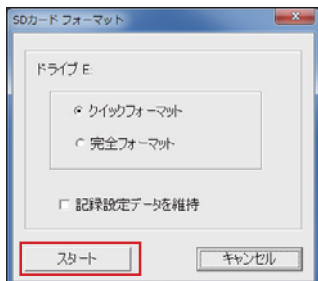 SDカード フォーマット
ドライブ E:
クイックフォーマット
完全フォーマット
記録設定データを維持
スタート
キャンセル